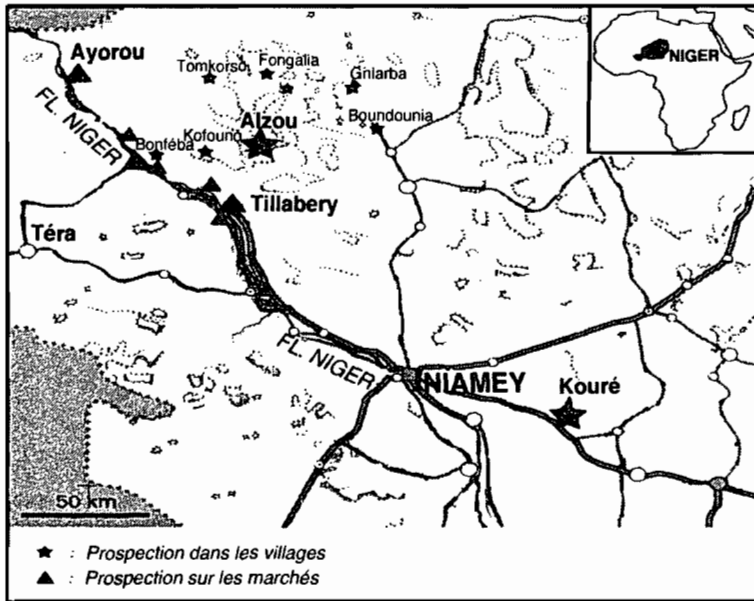 Ayorou
NIGER
Tomkorso
Fongalia
Gnlarba
Alzou
Boundounia
FL. NIGER
Bonféba
Kofouno
Tillabery
Téra
FL. NIGER
NIAMEY
Kouré
50 km
★ : Prospection dans les villages
▲ : Prospection sur les marchés